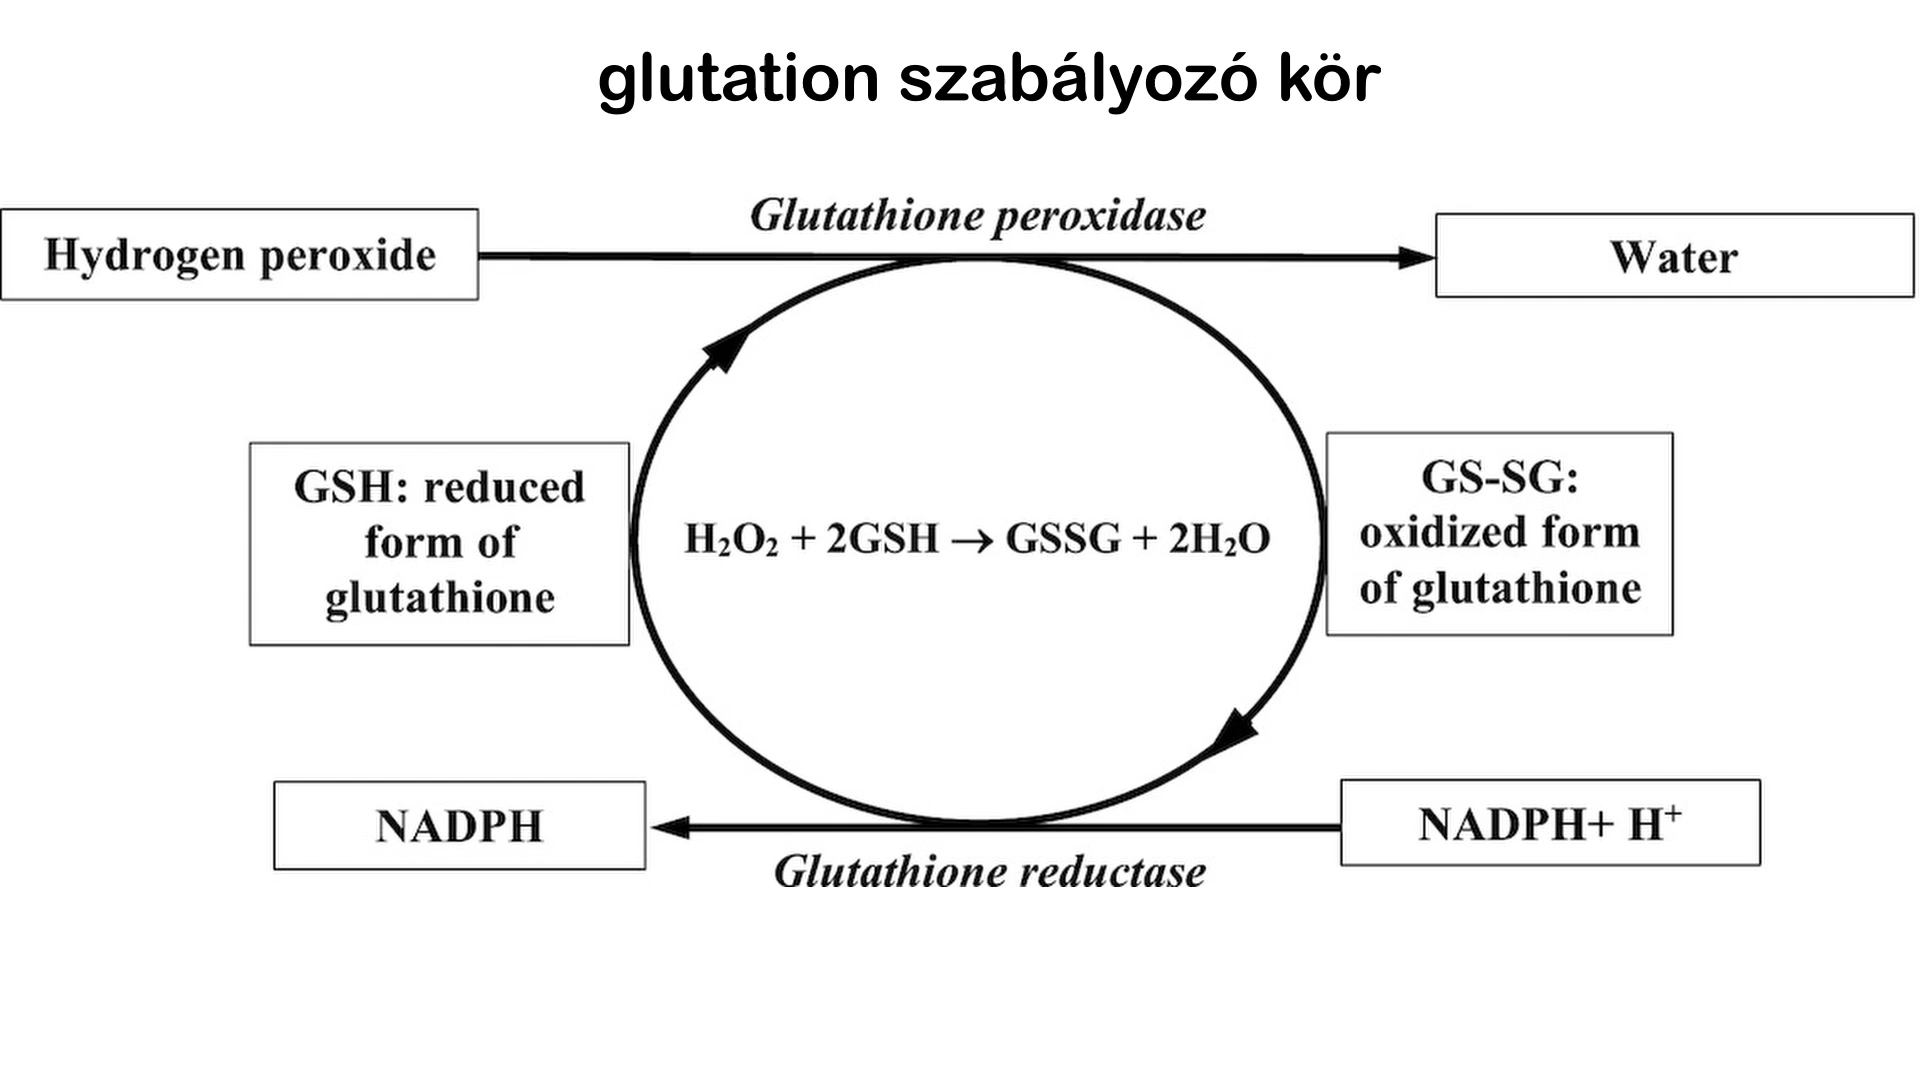 glutation szabályozó kör
Glutathione peroxidase
Hydrogen peroxide
Water
GSH: reduced
form of
glutathione
H₂O₂ + 2GSH → GSSG + 2H₂O
GS-SG:
oxidized form
of glutathione
NADPH
NADPH+ H⁺
Glutathione reductase